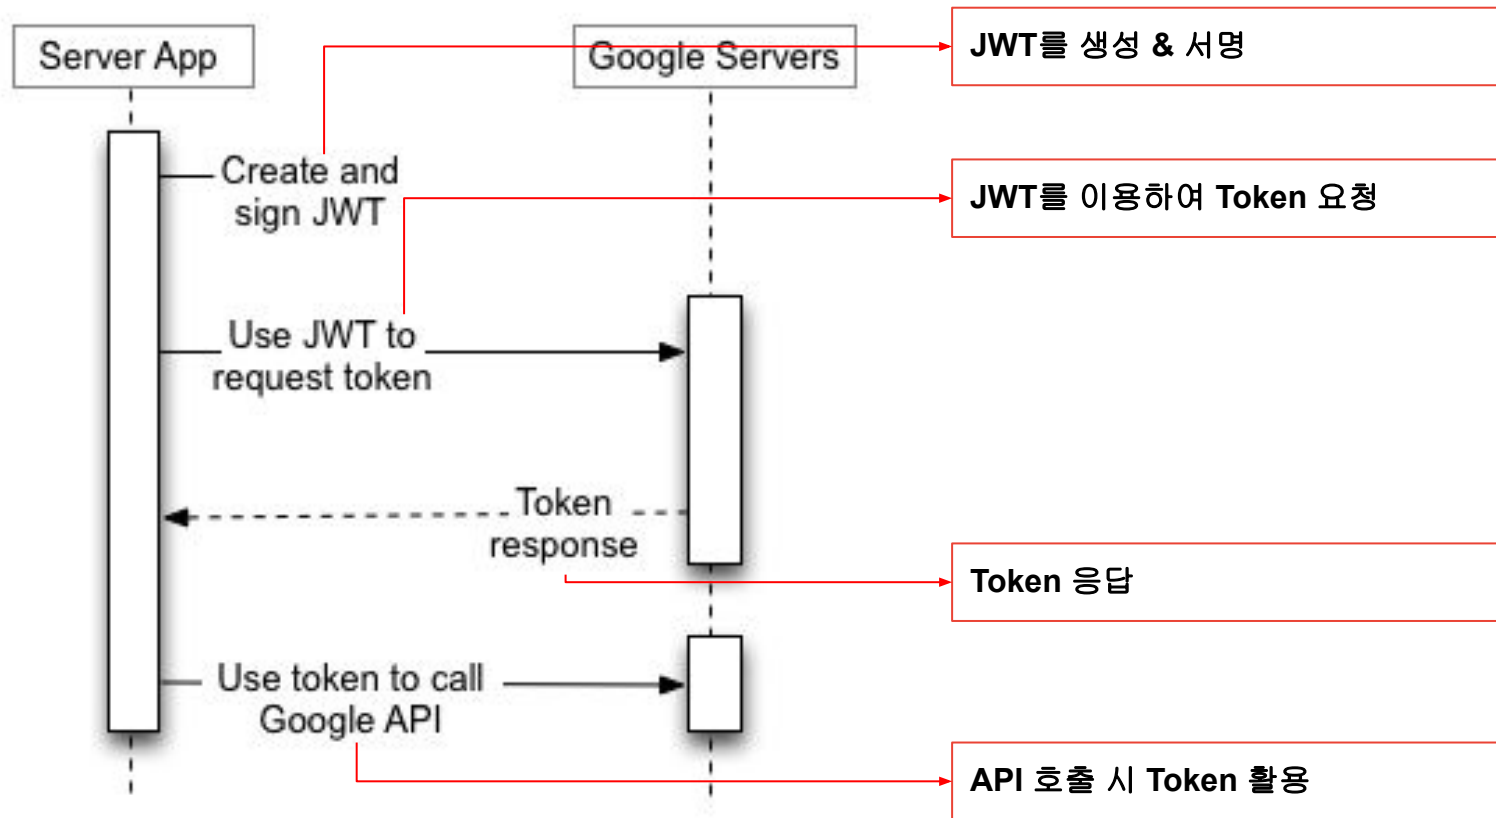 Server App
Google Servers
JWT를 생성 & 서명
Create and
sign JWT
JWT를 이용하여 Token 요청
Use JWT to
request token
Token
response
Token 응답
Use token to call
Google API
API 호출 시 Token 활용